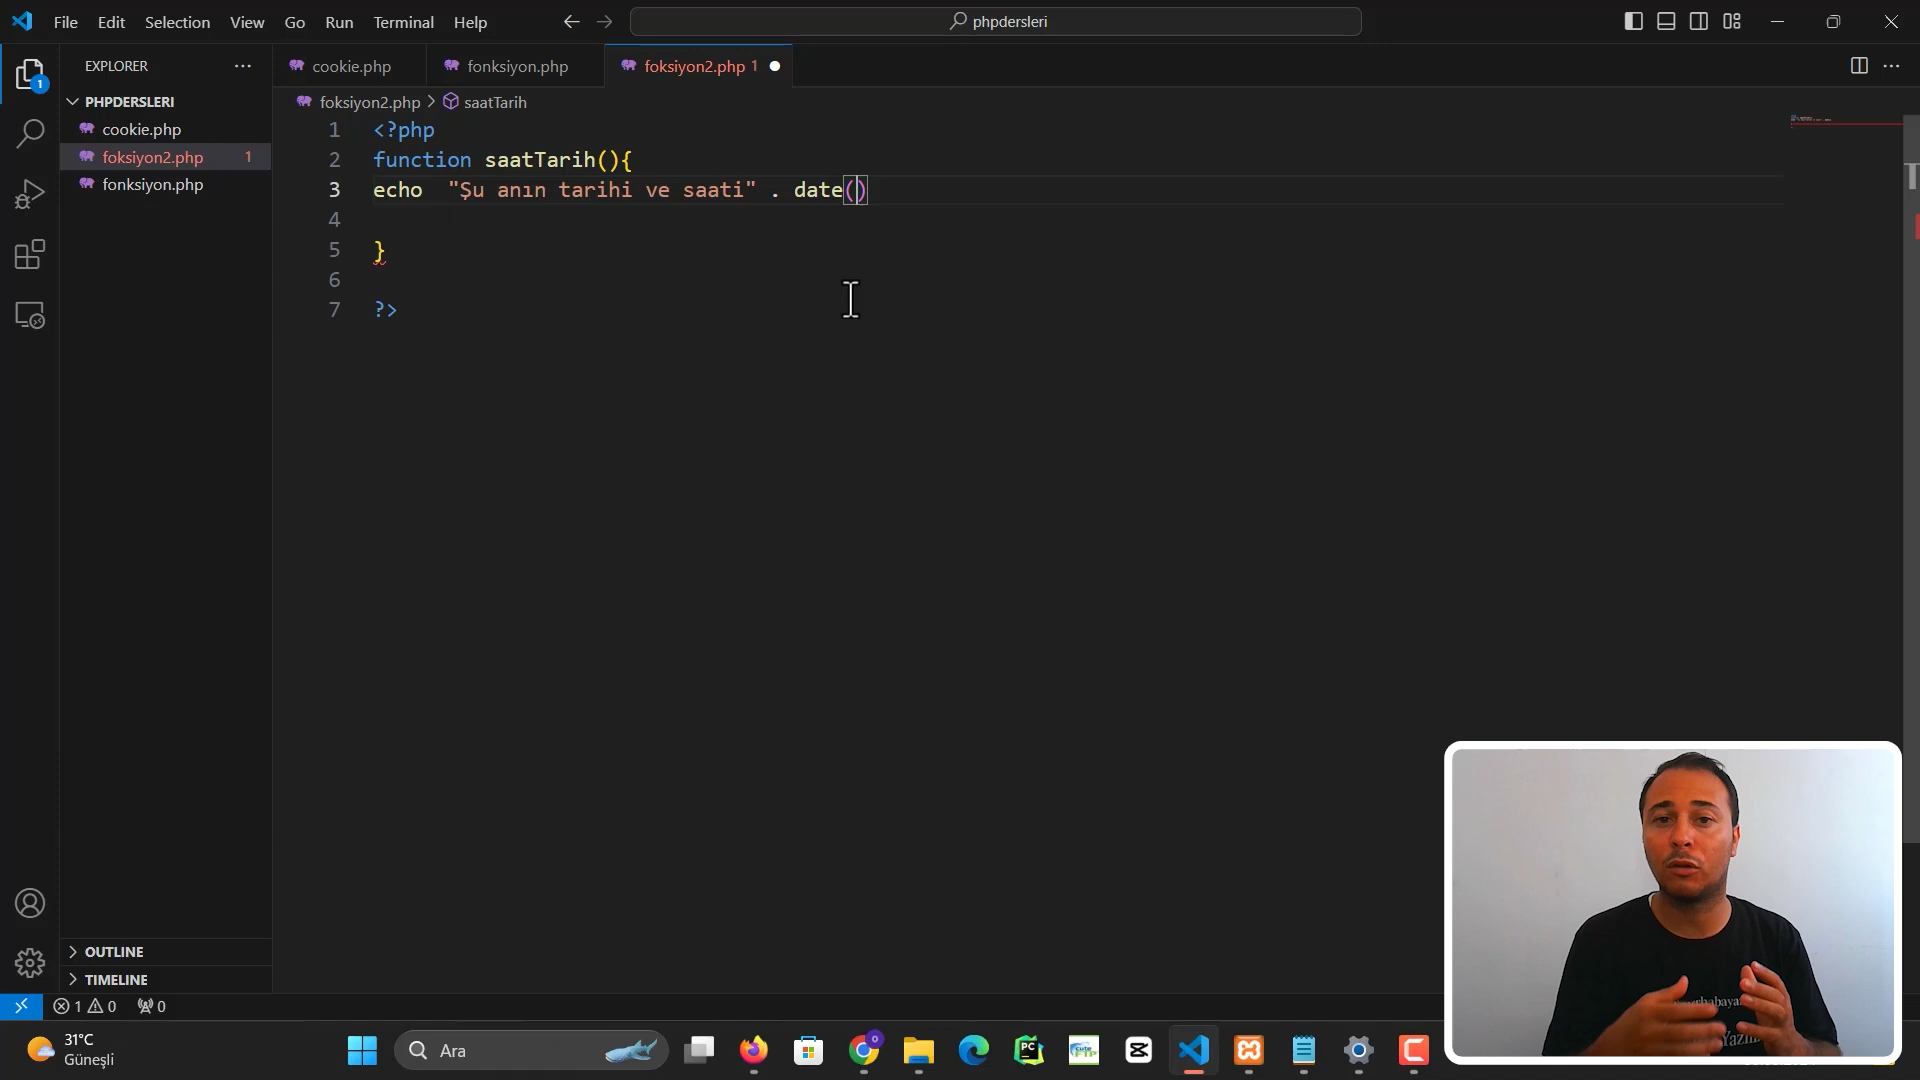 File Edit Selection View Go Run Terminal Help
phpdersleri
EXPLORER
cookie.php
fonksiyon.php
foksiyon2.php 1
PHPDERSLERI
cookie.php
foksiyon2.php 1
fonksiyon.php
foksiyon2.php > saatTarih
1 <?php
2 function saatTarih(){
3 echo  "Şu anın tarihi ve saati" . date()
4
5 }
6
7 ?>
OUTLINE
TIMELINE
1 0 0
31°C
Güneşli
Ara